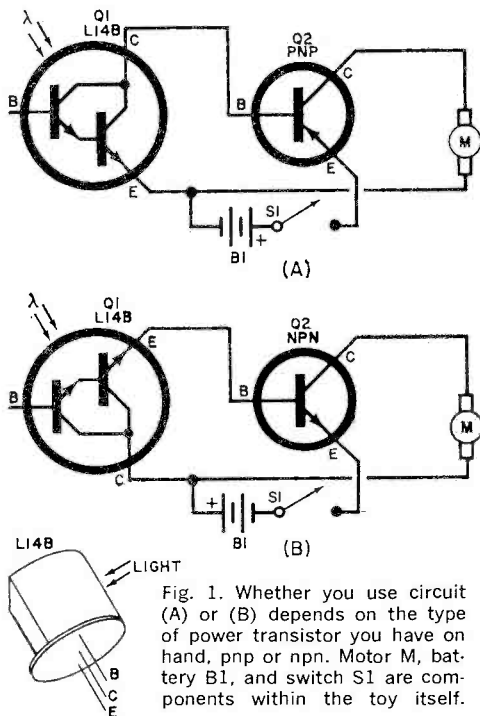 Q1
L14B
λ
C
B
E
Q2
PNP
C
B
E
M
S1
+
B1
(A)
Q1
L14B
λ
E
B
C
Q2
NPN
C
B
E
M
+
S1
B1
(B)
L14B
LIGHT
B
C
E
Fig. 1. Whether you use circuit
(A) or (B) depends on the type
of power transistor you have on
hand, pnp or npn. Motor M, bat-
tery B1, and switch S1 are com-
ponents within the toy itself.